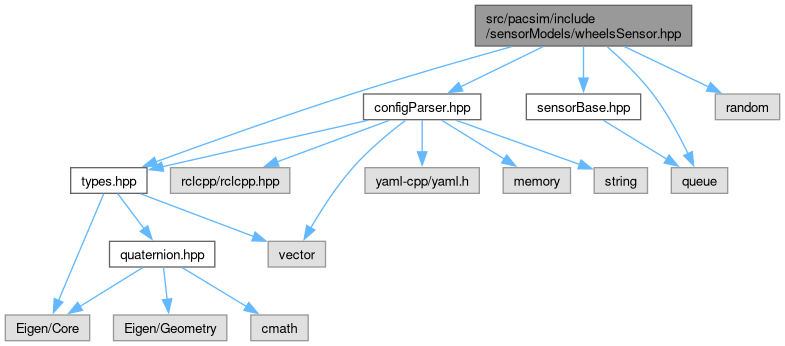 src/pacsim/include
/sensorModels/wheelsSensor.hpp
configParser.hpp
sensorBase.hpp
random
types.hpp
rclcpp/rclcpp.hpp
yaml-cpp/yaml.h
memory
string
queue
quaternion.hpp
vector
Eigen/Core
Eigen/Geometry
cmath